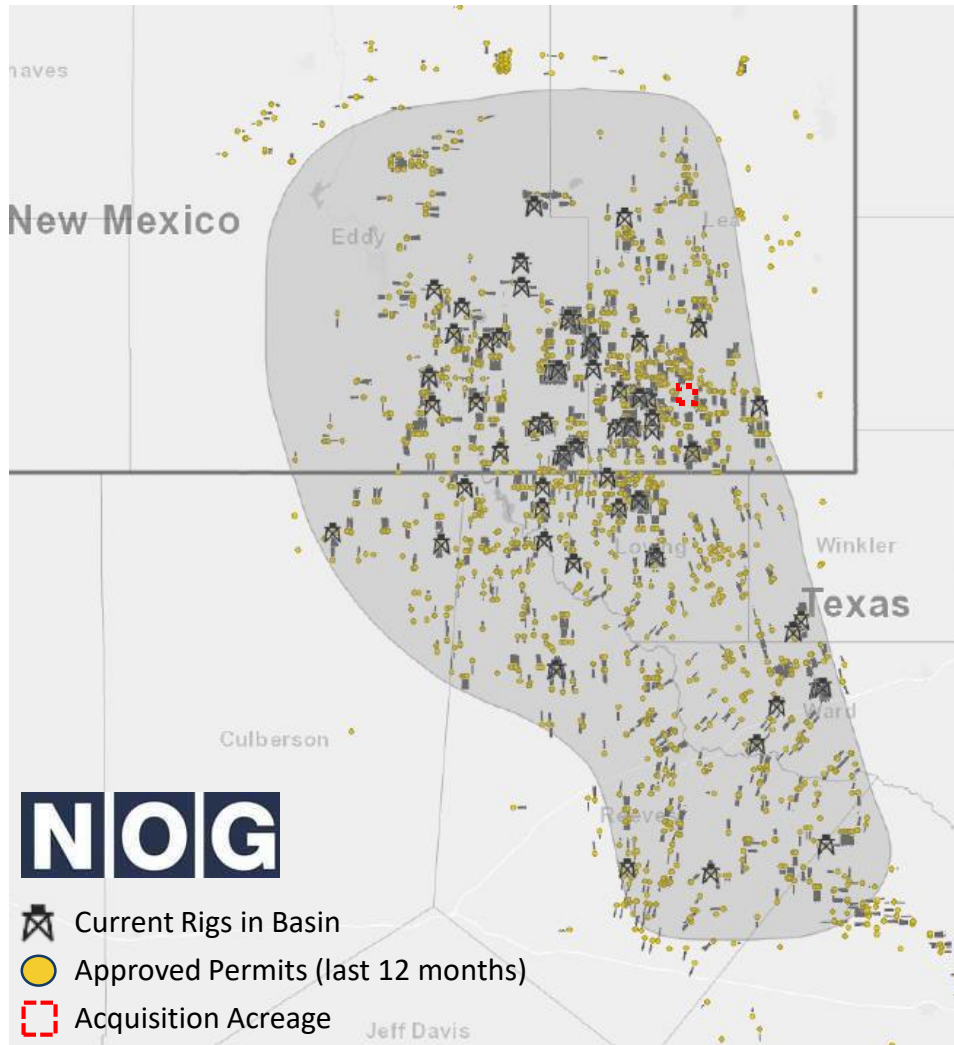 haves
New Mexico
Eddy
Lea
Loving
Winkler
Texas
Ward
Culberson
Reeves
NOG
Current Rigs in Basin
Approved Permits (last 12 months)
Acquisition Acreage
Jeff Davis